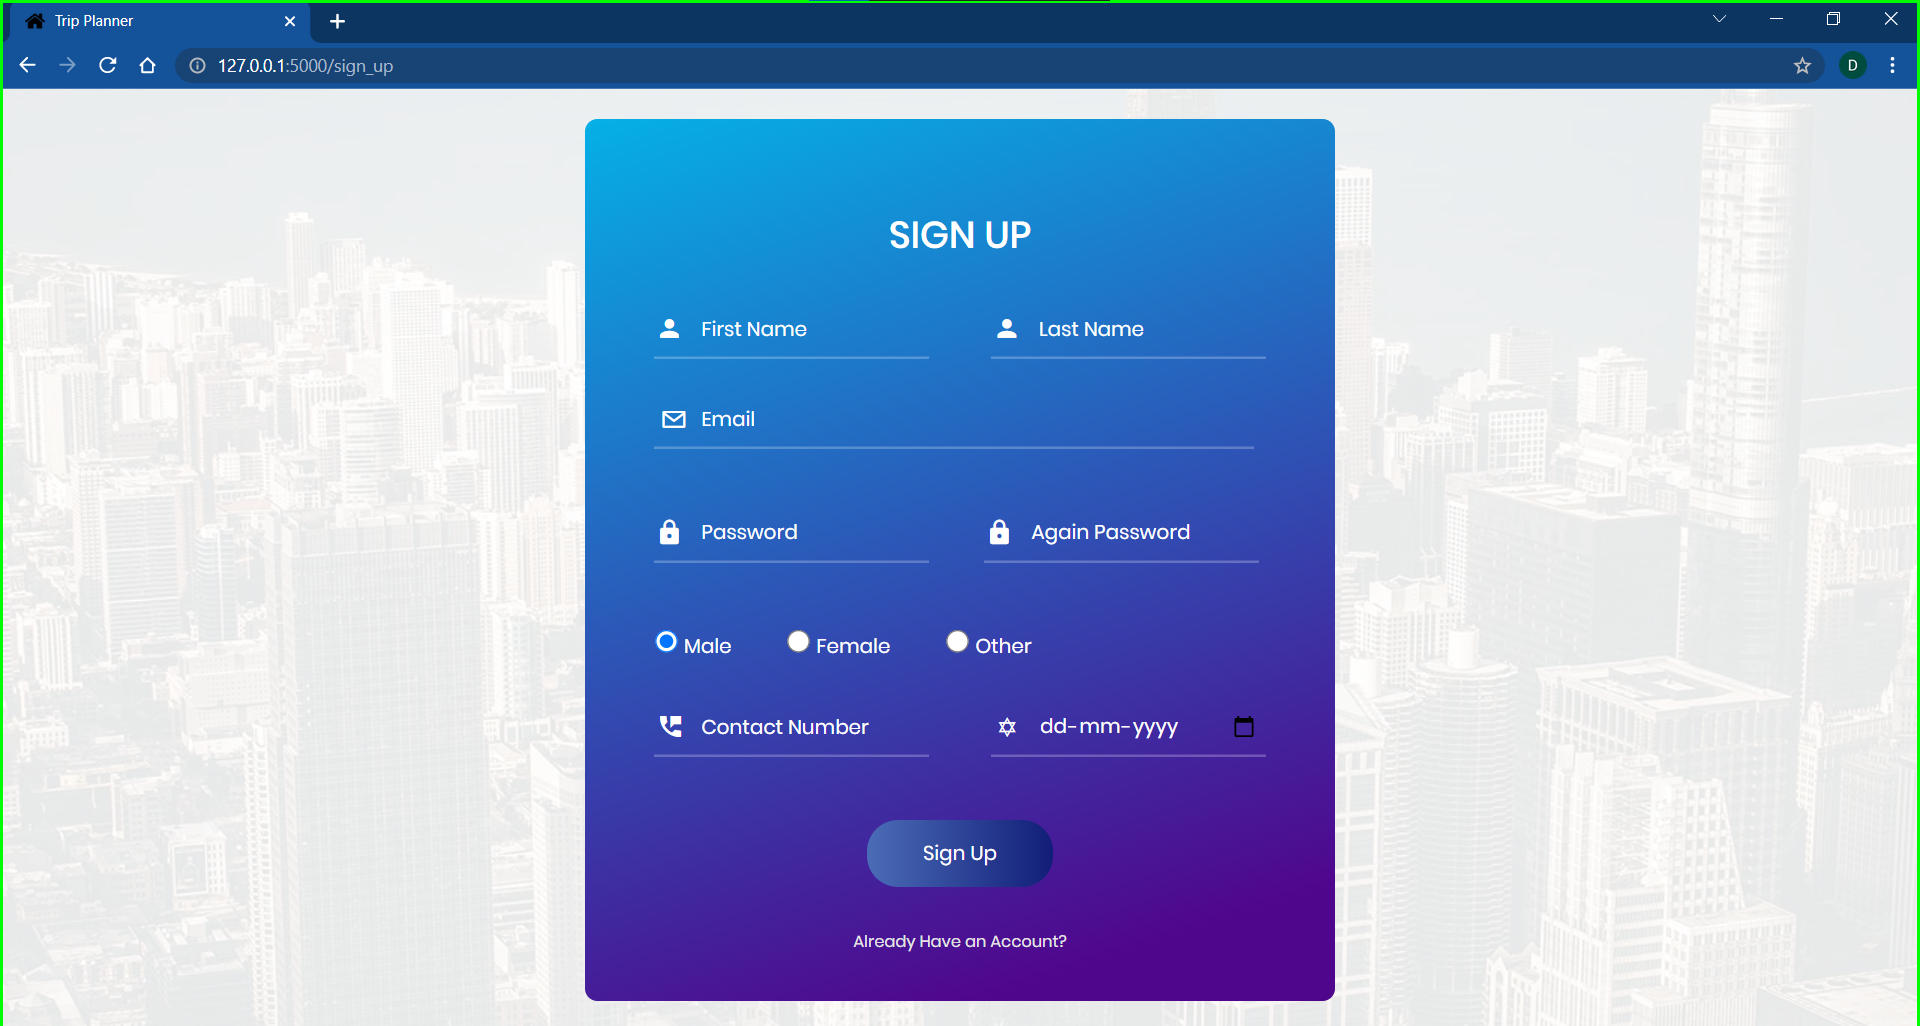 Trip Planner
127.0.0.1:5000/sign_up
D
SIGN UP
First Name
Last Name
Email
Password
Again Password
Male
Female
Other
Contact Number
dd-mm-yyyy
Sign Up
Already Have an Account?